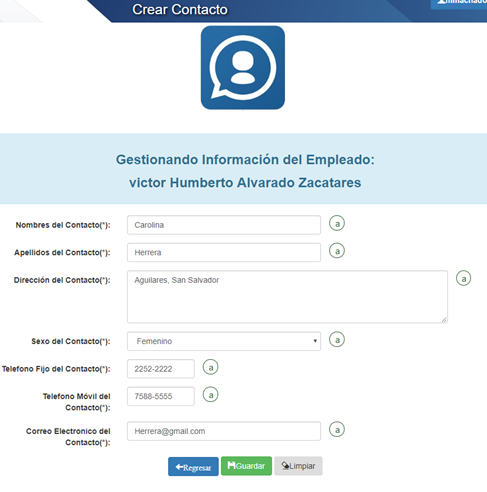 Crear Contacto
mmachado
Gestionando Información del Empleado:
victor Humberto Alvarado Zacatares
Nombres del Contacto(*): Carolina a
Apellidos del Contacto(*): Herrera a
Dirección del Contacto(*): Aguilares, San Salvador a
Sexo del Contacto(*): Femenino a
Telefono Fijo del Contacto(*): 2252-2222 a
Telefono Móvil del
Contacto(*): 7588-5555 a
Correo Electronico del
Contacto(*): Herrera@gmail.com a
Regresar Guardar Limpiar